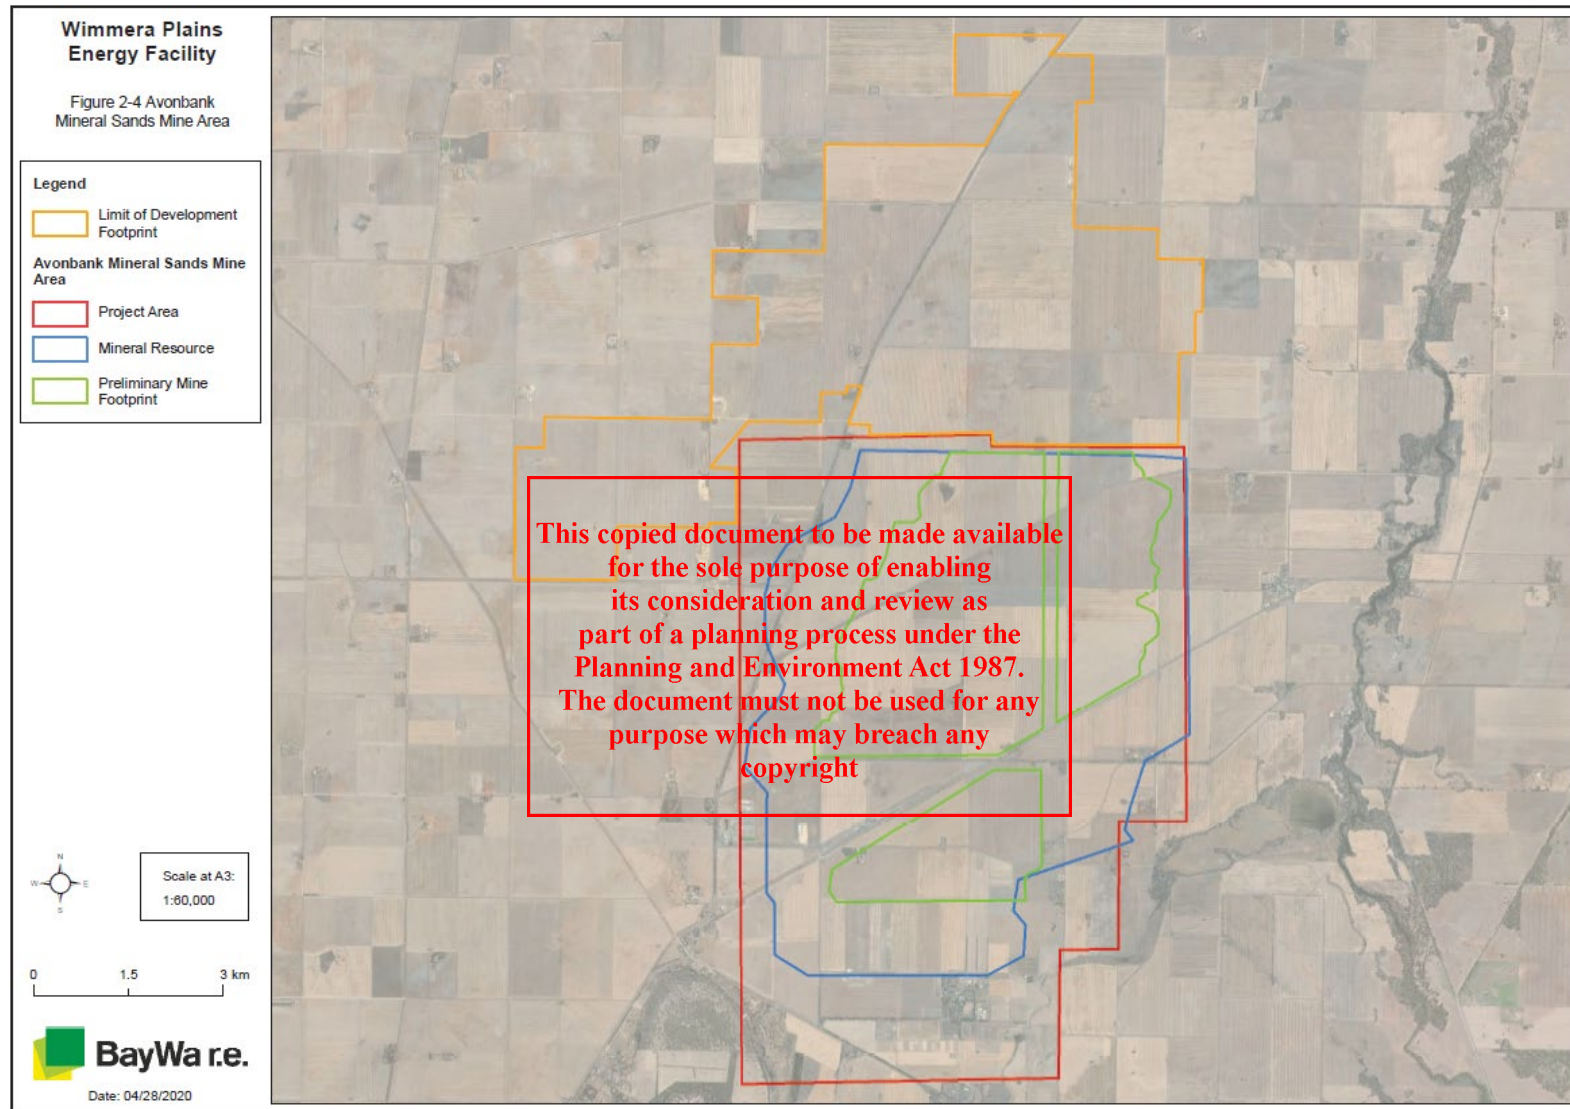 Wimmera Plains
Energy Facility
Figure 2-4 Avonbank
Mineral Sands Mine Area
Legend
Limit of Development
Footprint
Avonbank Mineral Sands Mine
Area
Project Area
Mineral Resource
Preliminary Mine
Footprint
N
W
E
S
Scale at A3:
1:60,000
0 1.5 3 km
BayWa r.e.
Date: 04/28/2020
This copied document to be made available
for the sole purpose of enabling
its consideration and review as
part of a planning process under the
Planning and Environment Act 1987.
The document must not be used for any
purpose which may breach any
copyright